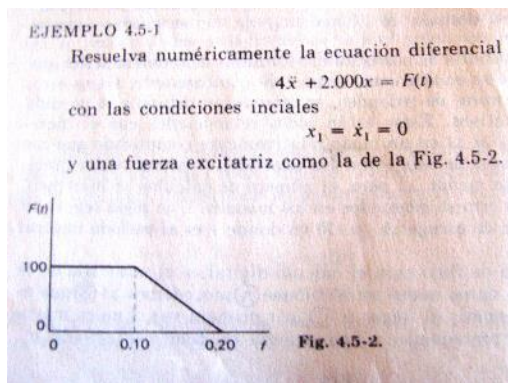 EJEMPLO 4.5-1
Resuelva numéricamente la ecuación diferencial
4ẍ + 2.000x = F(t)
con las condiciones inciales
x₁ = ẋ₁ = 0
y una fuerza excitatriz como la de la Fig. 4.5-2.
F(t)
100
0
0 0.10 0,20 t Fig. 4.5-2.